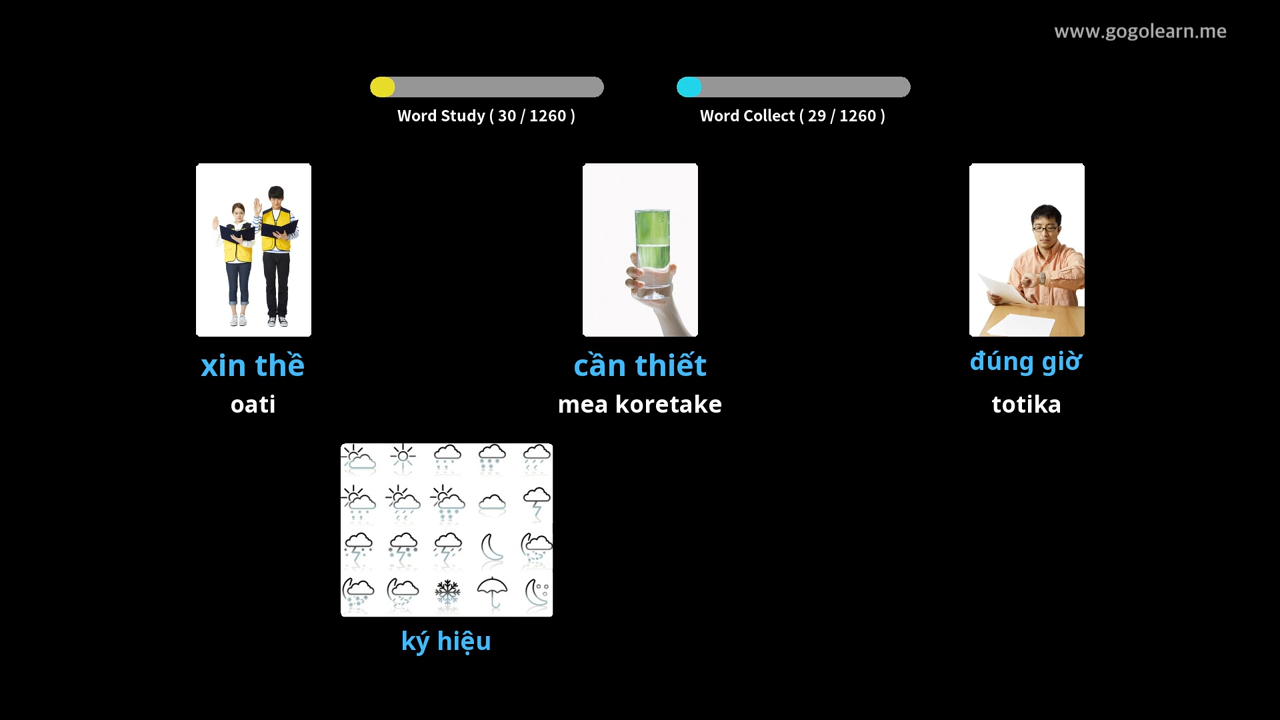 www.gogolearn.me
Word Study ( 30 / 1260 )
Word Collect ( 29 / 1260 )
xin thề
oati
cần thiết
mea koretake
đúng giờ
totika
ký hiệu